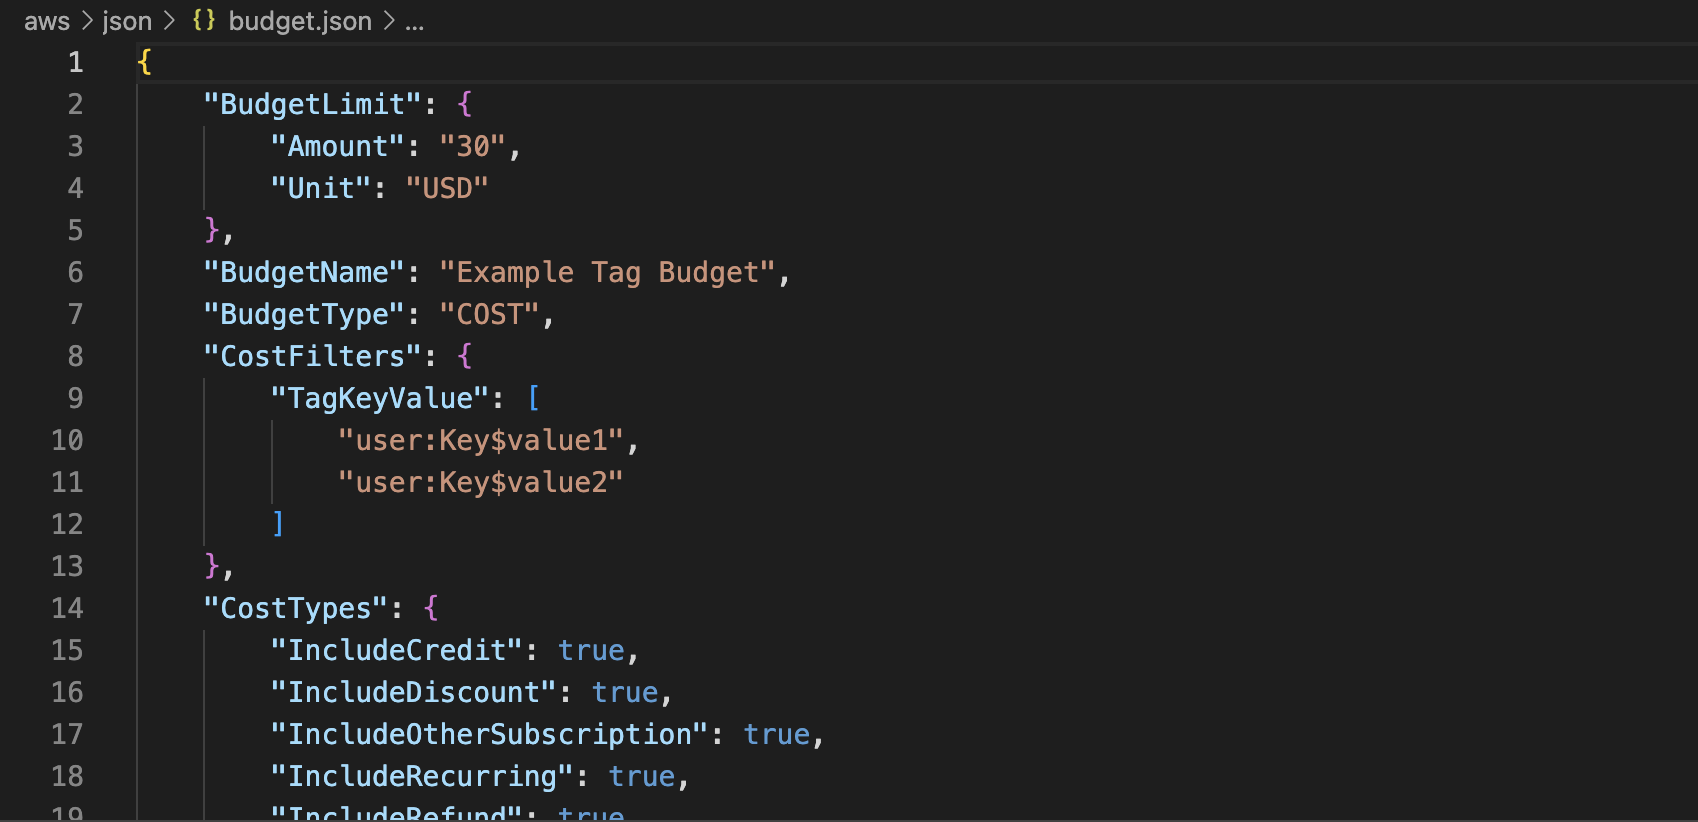 aws > json > {} budget.json > ...
1 {
2 "BudgetLimit": {
3 "Amount": "30",
4 "Unit": "USD"
5 },
6 "BudgetName": "Example Tag Budget",
7 "BudgetType": "COST",
8 "CostFilters": {
9 "TagKeyValue": [
10 "user:Key$value1",
11 "user:Key$value2"
12 ]
13 },
14 "CostTypes": {
15 "IncludeCredit": true,
16 "IncludeDiscount": true,
17 "IncludeOtherSubscription": true,
18 "IncludeRecurring": true,
19 "IncludeRefund": true